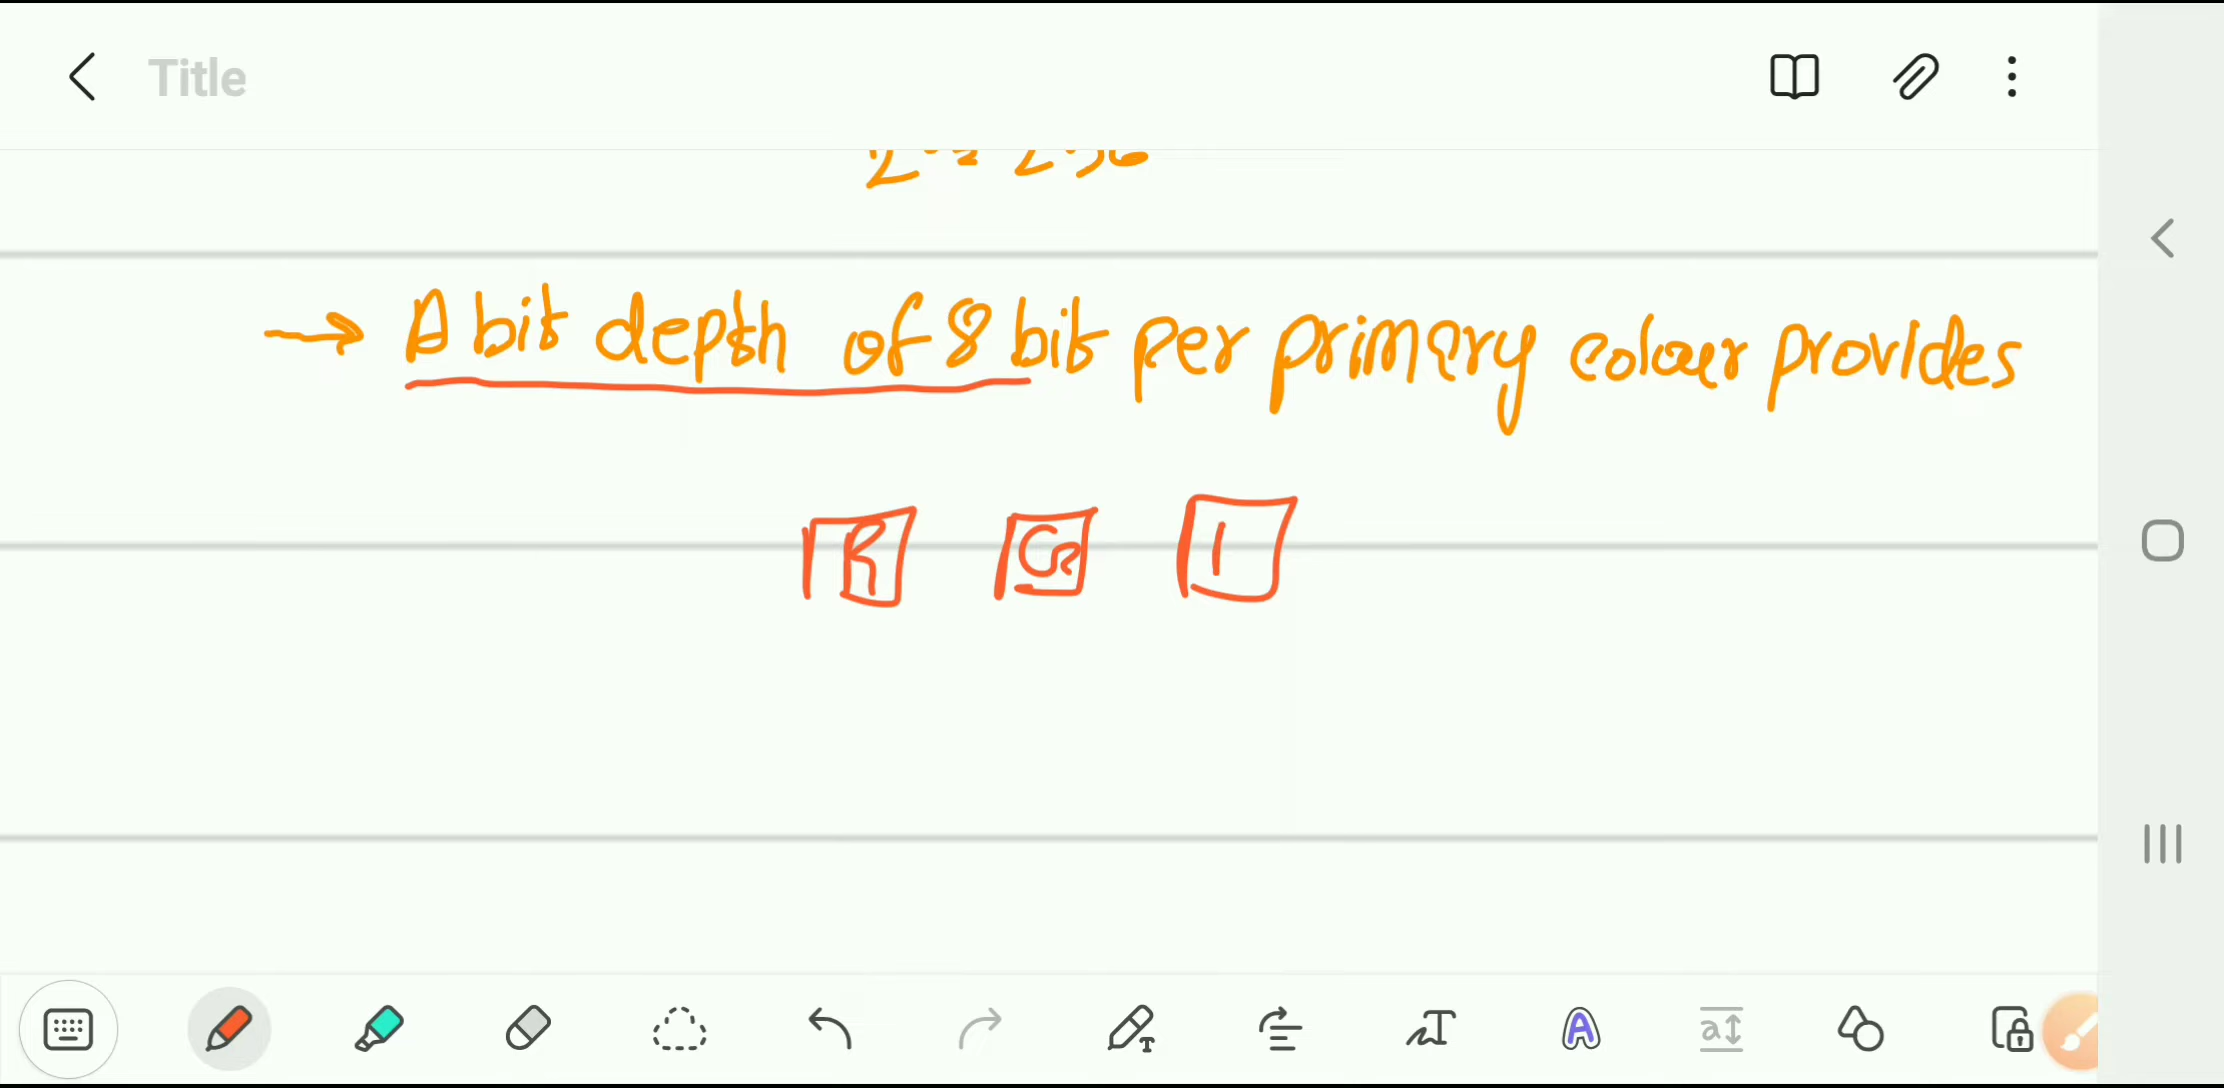 Title
→ A bit depth of 8 bit per primary colour provides
R G I